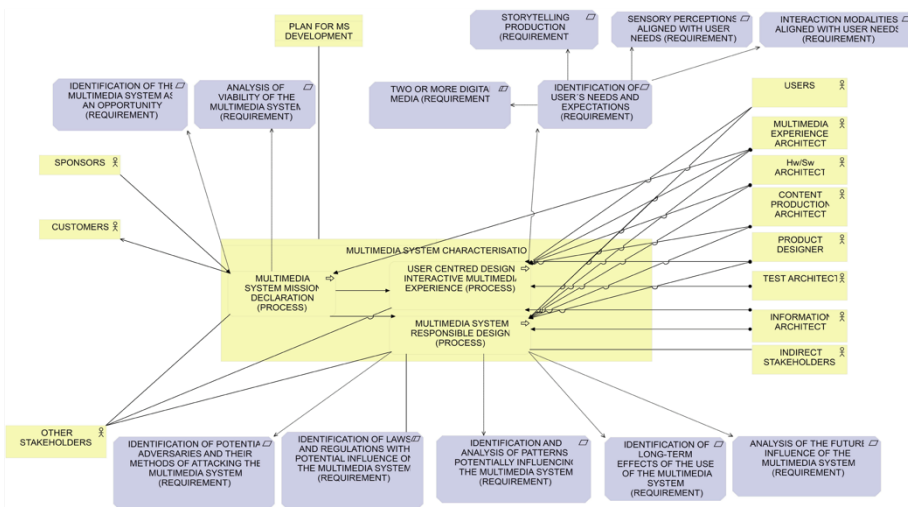 PLAN FOR MS
DEVELOPMENT
STORYTELLING
PRODUCTION
(REQUIREMENT
SENSORY PERCEPTIONS
ALIGNED WITH USER
NEEDS (REQUIREMENT)
INTERACTION MODALITIES
ALIGNED WITH USER NEEDS
(REQUIREMENT)
IDENTIFICATION OF THE
MULTIMEDIA SYSTEM AS
AN OPPORTUNITY
(REQUIREMENT)
ANALYSIS OF
VIABILITY OF THE
MULTIMEDIA SYSTEM
(REQUIREMENT)
TWO OR MORE DIGITA
MEDIA (REQUIREMENT
IDENTIFICATION OF
USER´S NEEDS AND
EXPECTATIONS
(REQUIREMENT)
USERS
MULTIMEDIA
EXPERIENCE
ARCHITECT
Hw/Sw
ARCHITECT
CONTENT
PRODUCTION
ARCHITECT
PRODUCT
DESIGNER
TEST ARCHITECT
INFORMATION
ARCHITECT
INDIRECT
STAKEHOLDERS
SPONSORS
CUSTOMERS
MULTIMEDIA SYSTEM CHARACTERISATIO
MULTIMEDIA
SYSTEM MISSION
DECLARATION
(PROCESS)
USER CENTRED DESIGN
INTERACTIVE MULTIMEDIA
EXPERIENCE (PROCESS)
MULTIMEDIA SYSTEM
RESPONSIBLE DESIGN
(PROCESS)
OTHER
STAKEHOLDERS
IDENTIFICATION OF POTENTIA
ADVERSARIES AND THEIR
METHODS OF ATTACKING THE
MULTIMEDIA SYSTEM
(REQUIREMENT)
IDENTIFICATION OF LAWS
AND REGULATIONS WITH
POTENTIAL INFLUENCE ON
THE MULTIMEDIA SYSTEM
(REQUIREMENT)
IDENTIFICATION AND
ANALYSIS OF PATTERNS
POTENTIALLY INFLUENCING
THE MULTIMEDIA SYSTEM
(REQUIREMENT)
IDENTIFICATION OF
LONG-TERM
EFFECTS OF THE USE
OF THE MULTIMEDIA
SYSTEM
(REQUIREMENT)
ANALYSIS OF THE FUTURE
INFLUENCE OF THE
MULTIMEDIA SYSTEM
(REQUIREMENT)